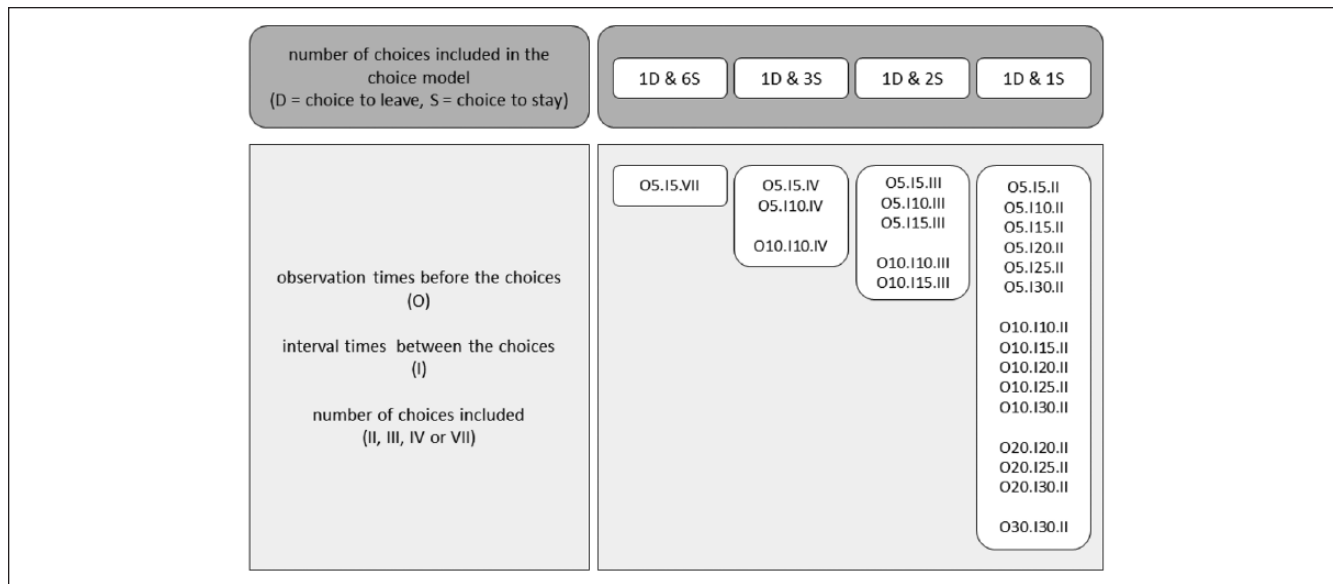 number of choices included in the
choice model
(D = choice to leave, S = choice to stay)
1D & 6S
1D & 3S
1D & 2S
1D & 1S
observation times before the choices
(O)
interval times between the choices
(I)
number of choices included
(II, III, IV or VII)
O5.I5.VII
O5.I5.IV
O5.I10.IV
O10.I10.IV
O5.I5.III
O5.I10.III
O5.I15.III
O10.I10.III
O10.I15.III
O5.I5.II
O5.I10.II
O5.I15.II
O5.I20.II
O5.I25.II
O5.I30.II
O10.I10.II
O10.I15.II
O10.I20.II
O10.I25.II
O10.I30.II
O20.I20.II
O20.I25.II
O20.I30.II
O30.I30.II